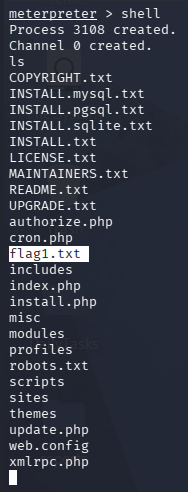 meterpreter > shell
Process 3108 created.
Channel 0 created.
ls
COPYRIGHT.txt
INSTALL.mysql.txt
INSTALL.pgsql.txt
INSTALL.sqlite.txt
INSTALL.txt
LICENSE.txt
MAINTAINERS.txt
README.txt
UPGRADE.txt
authorize.php
cron.php
flag1.txt
includes
index.php
install.php
misc
modules
profiles
robots.txt
scripts
sites
themes
update.php
web.config
xmlrpc.php